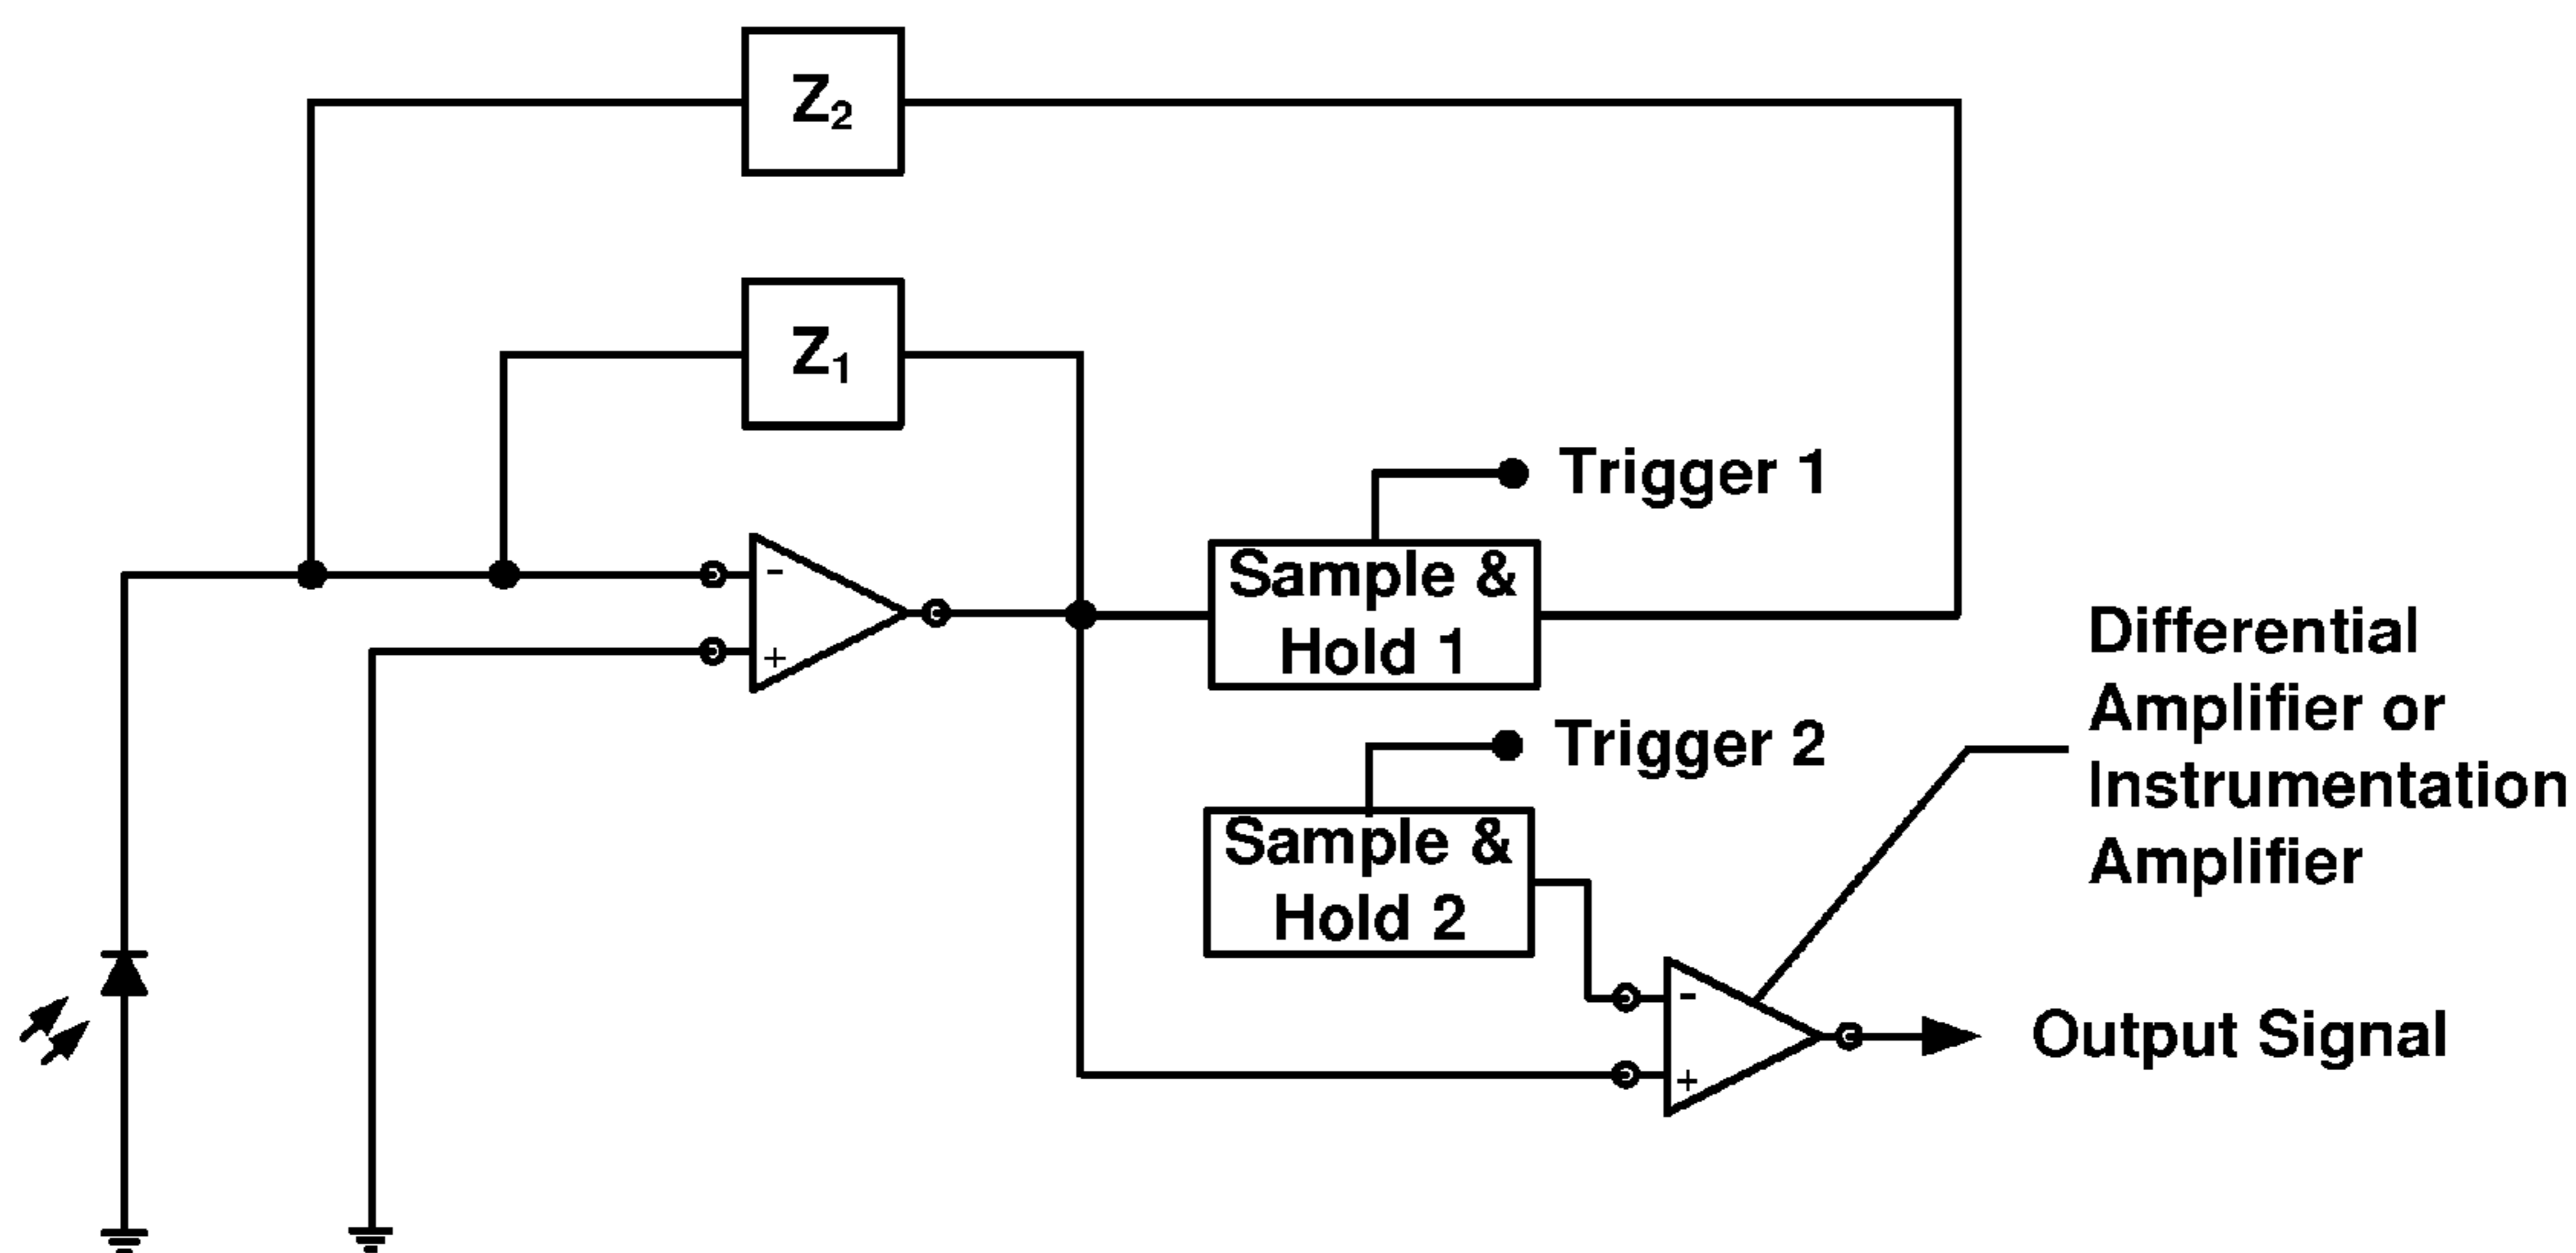 Z2
Z1
Trigger 1
Sample &
Hold 1
-
+
Trigger 2
Sample &
Hold 2
Differential
Amplifier or
Instrumentation
Amplifier
-
+
Output Signal